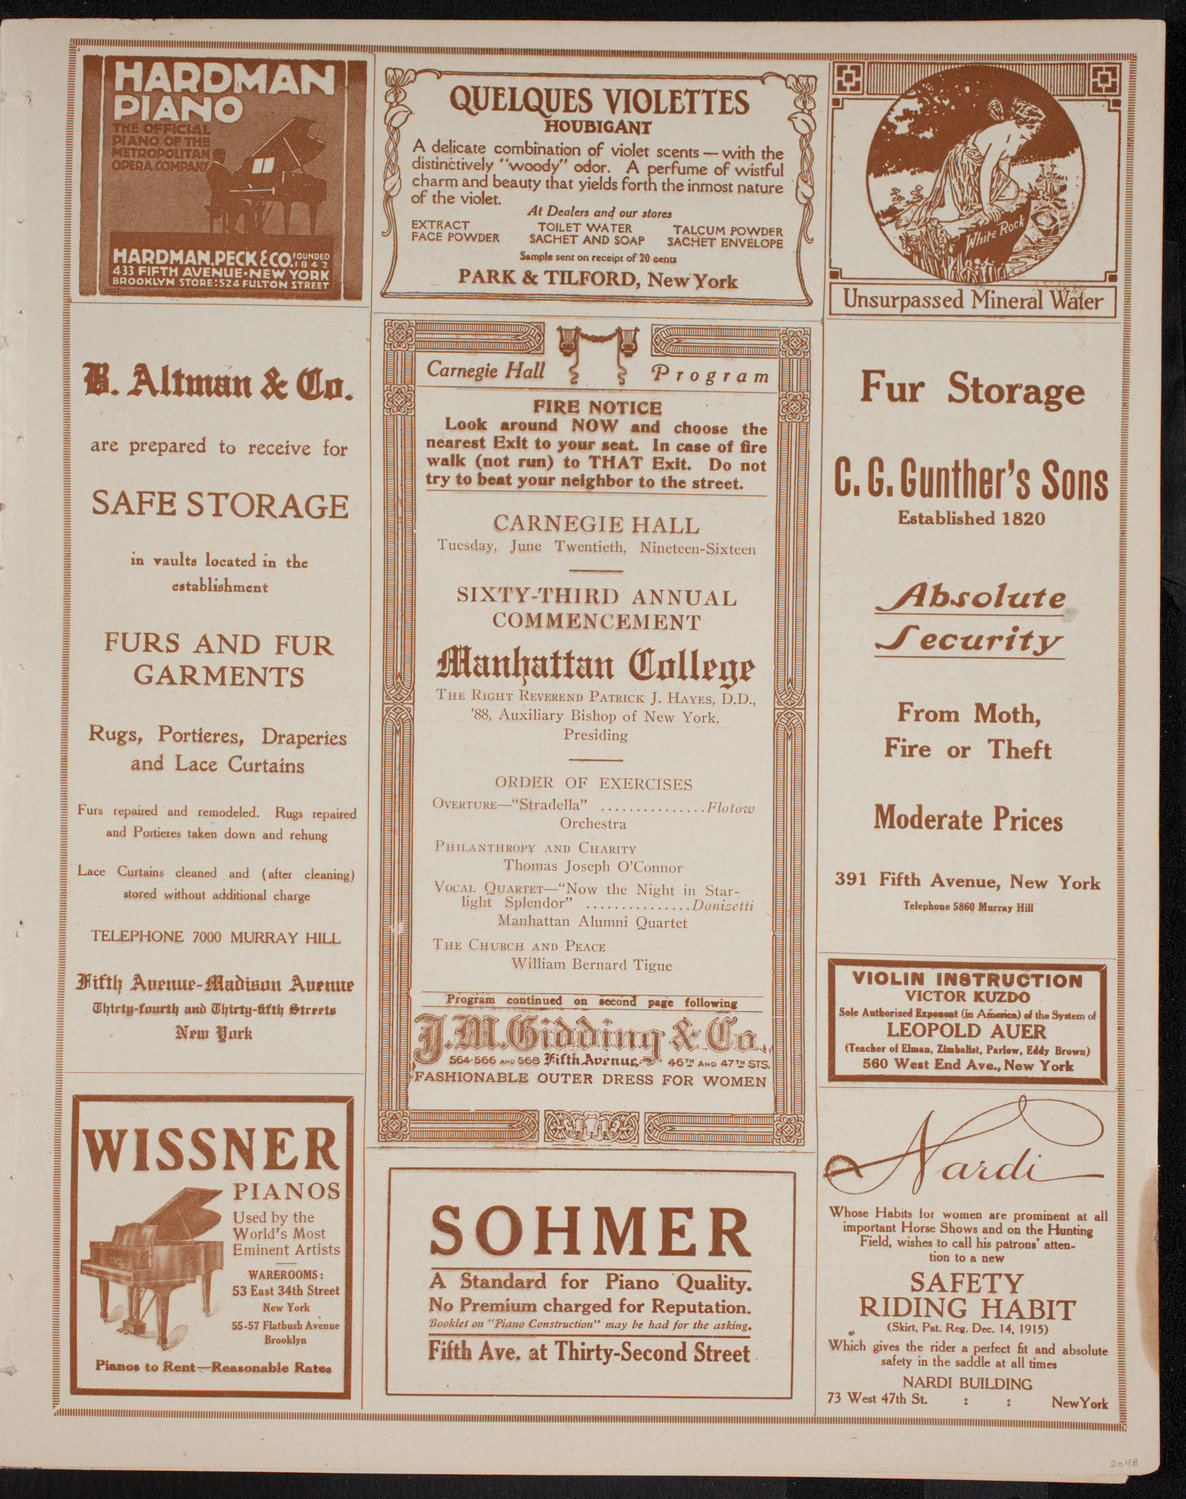 HARDMAN
PIANO
THE OFFICIAL
PIANO OF THE
METROPOLITAN
OPERA COMPANY
HARDMAN, PECK & CO. FOUNDED 1842
433 FIFTH AVENUE·NEW YORK
BROOKLYN STORE: 524 FULTON STREET
QUELQUES VIOLETTES
HOUBIGANT
A delicate combination of violet scents — with the
distinctively "woody" odor. A perfume of wistful
charm and beauty that yields forth the inmost nature
of the violet.
At Dealers and our stores
EXTRACT TOILET WATER TALCUM POWDER
FACE POWDER SACHET AND SOAP SACHET ENVELOPE
Sample sent on receipt of 20 cents
PARK & TILFORD, New York
White Rock
Unsurpassed Mineral Water
B. Altman & Co.
are prepared to receive for
SAFE STORAGE
in vaults located in the
establishment
FURS AND FUR
GARMENTS
Rugs, Portieres, Draperies
and Lace Curtains
Furs repaired and remodeled. Rugs repaired
and Portieres taken down and rehung
Lace Curtains cleaned and (after cleaning)
stored without additional charge
TELEPHONE 7000 MURRAY HILL
Fifth Avenue-Madison Avenue
Thirty-fourth and Thirty-fifth Streets
New York
WISSNER
PIANOS
Used by the
World's Most
Eminent Artists
WAREROOMS:
53 East 34th Street
New York
55-57 Flatbush Avenue
Brooklyn
Pianos to Rent—Reasonable Rates
Carnegie Hall Program
FIRE NOTICE
Look around NOW and choose the
nearest Exit to your seat. In case of fire
walk (not run) to THAT Exit. Do not
try to beat your neighbor to the street.
CARNEGIE HALL
Tuesday, June Twentieth, Nineteen-Sixteen
SIXTY-THIRD ANNUAL
COMMENCEMENT
Manhattan College
THE RIGHT REVEREND PATRICK J. HAYES, D.D.,
'88, Auxiliary Bishop of New York,
Presiding
ORDER OF EXERCISES
OVERTURE—"Stradella" ...............Flotow
Orchestra
PHILANTHROPY AND CHARITY
Thomas Joseph O'Connor
VOCAL QUARTET—"Now the Night in Star-
light Splendor" ...............Donizetti
Manhattan Alumni Quartet
THE CHURCH AND PEACE
William Bernard Tigue
Program continued on second page following
J.M. Gidding & Co.
564-566 AND 568 Fifth Avenue 46TH AND 47TH STS.
FASHIONABLE OUTER DRESS FOR WOMEN
SOHMER
A Standard for Piano Quality.
No Premium charged for Reputation.
Booklet on "Piano Construction" may be had for the asking.
Fifth Ave. at Thirty-Second Street
Fur Storage
C. G. Gunther's Sons
Established 1820
Absolute
Security
From Moth,
Fire or Theft
Moderate Prices
391 Fifth Avenue, New York
Telephone 5860 Murray Hill
VIOLIN INSTRUCTION
VICTOR KUZDO
Sole Authorized Exponent (in America) of the System of
LEOPOLD AUER
(Teacher of Elman, Zimbalist, Parlow, Eddy Brown)
560 West End Ave., New York
Nardi
Whose Habits for women are prominent at all
important Horse Shows and on the Hunting
Field, wishes to call his patrons' atten-
tion to a new
SAFETY
RIDING HABIT
(Skirt, Pat. Reg. Dec. 14, 1915)
Which gives the rider a perfect fit and absolute
safety in the saddle at all times
NARDI BUILDING
73 West 47th St. : : New York
2048